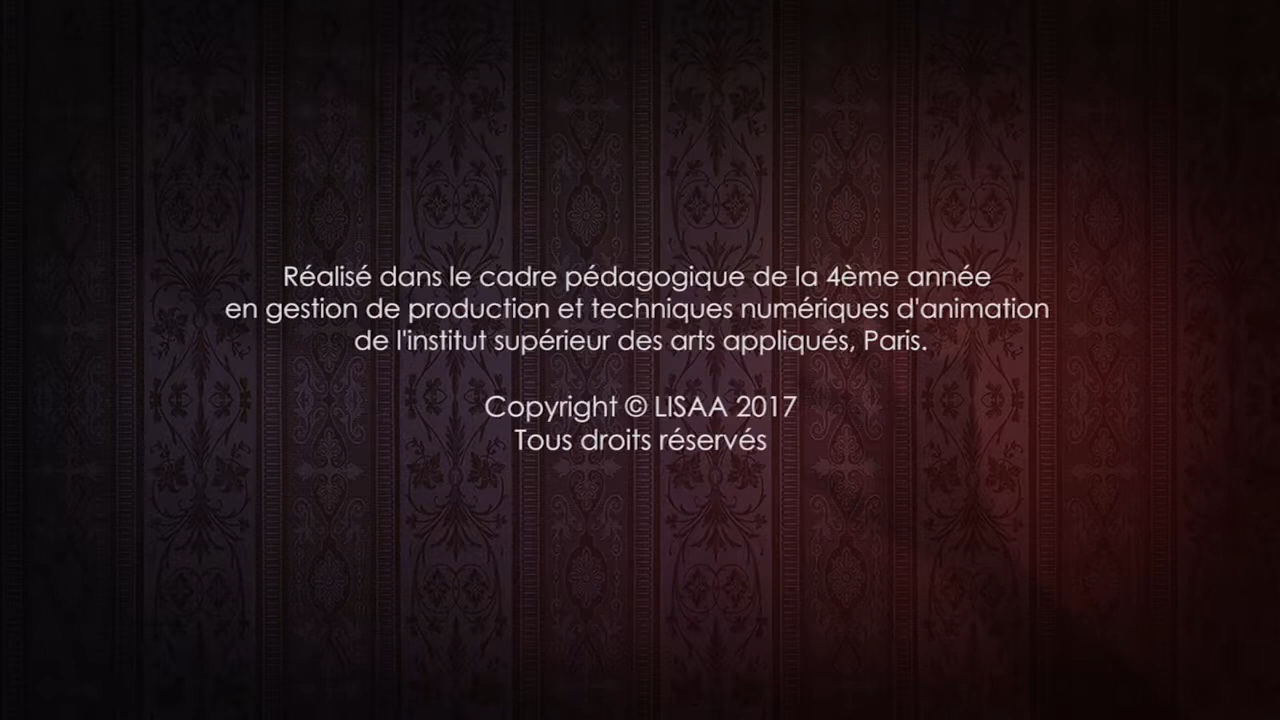 Réalisé dans le cadre pédagogique de la 4ème année
en gestion de production et techniques numériques d'animation
de l'institut supérieur des arts appliqués, Paris.
Copyright © LISAA 2017
Tous droits réservés